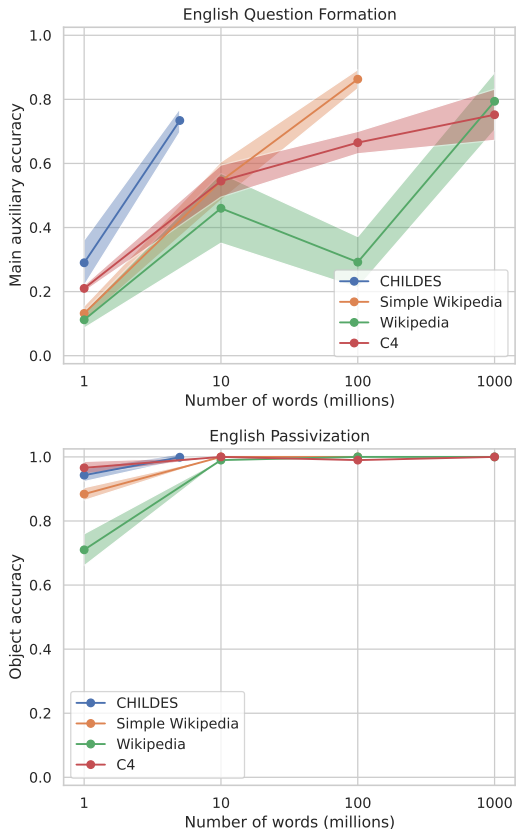 English Question Formation
Main auxiliary accuracy
1.0
0.8
0.6
0.4
0.2
0.0
CHILDES
Simple Wikipedia
Wikipedia
C4
1 10 100 1000
Number of words (millions)
English Passivization
Object accuracy
1.0
0.8
0.6
0.4
0.2
0.0
CHILDES
Simple Wikipedia
Wikipedia
C4
1 10 100 1000
Number of words (millions)